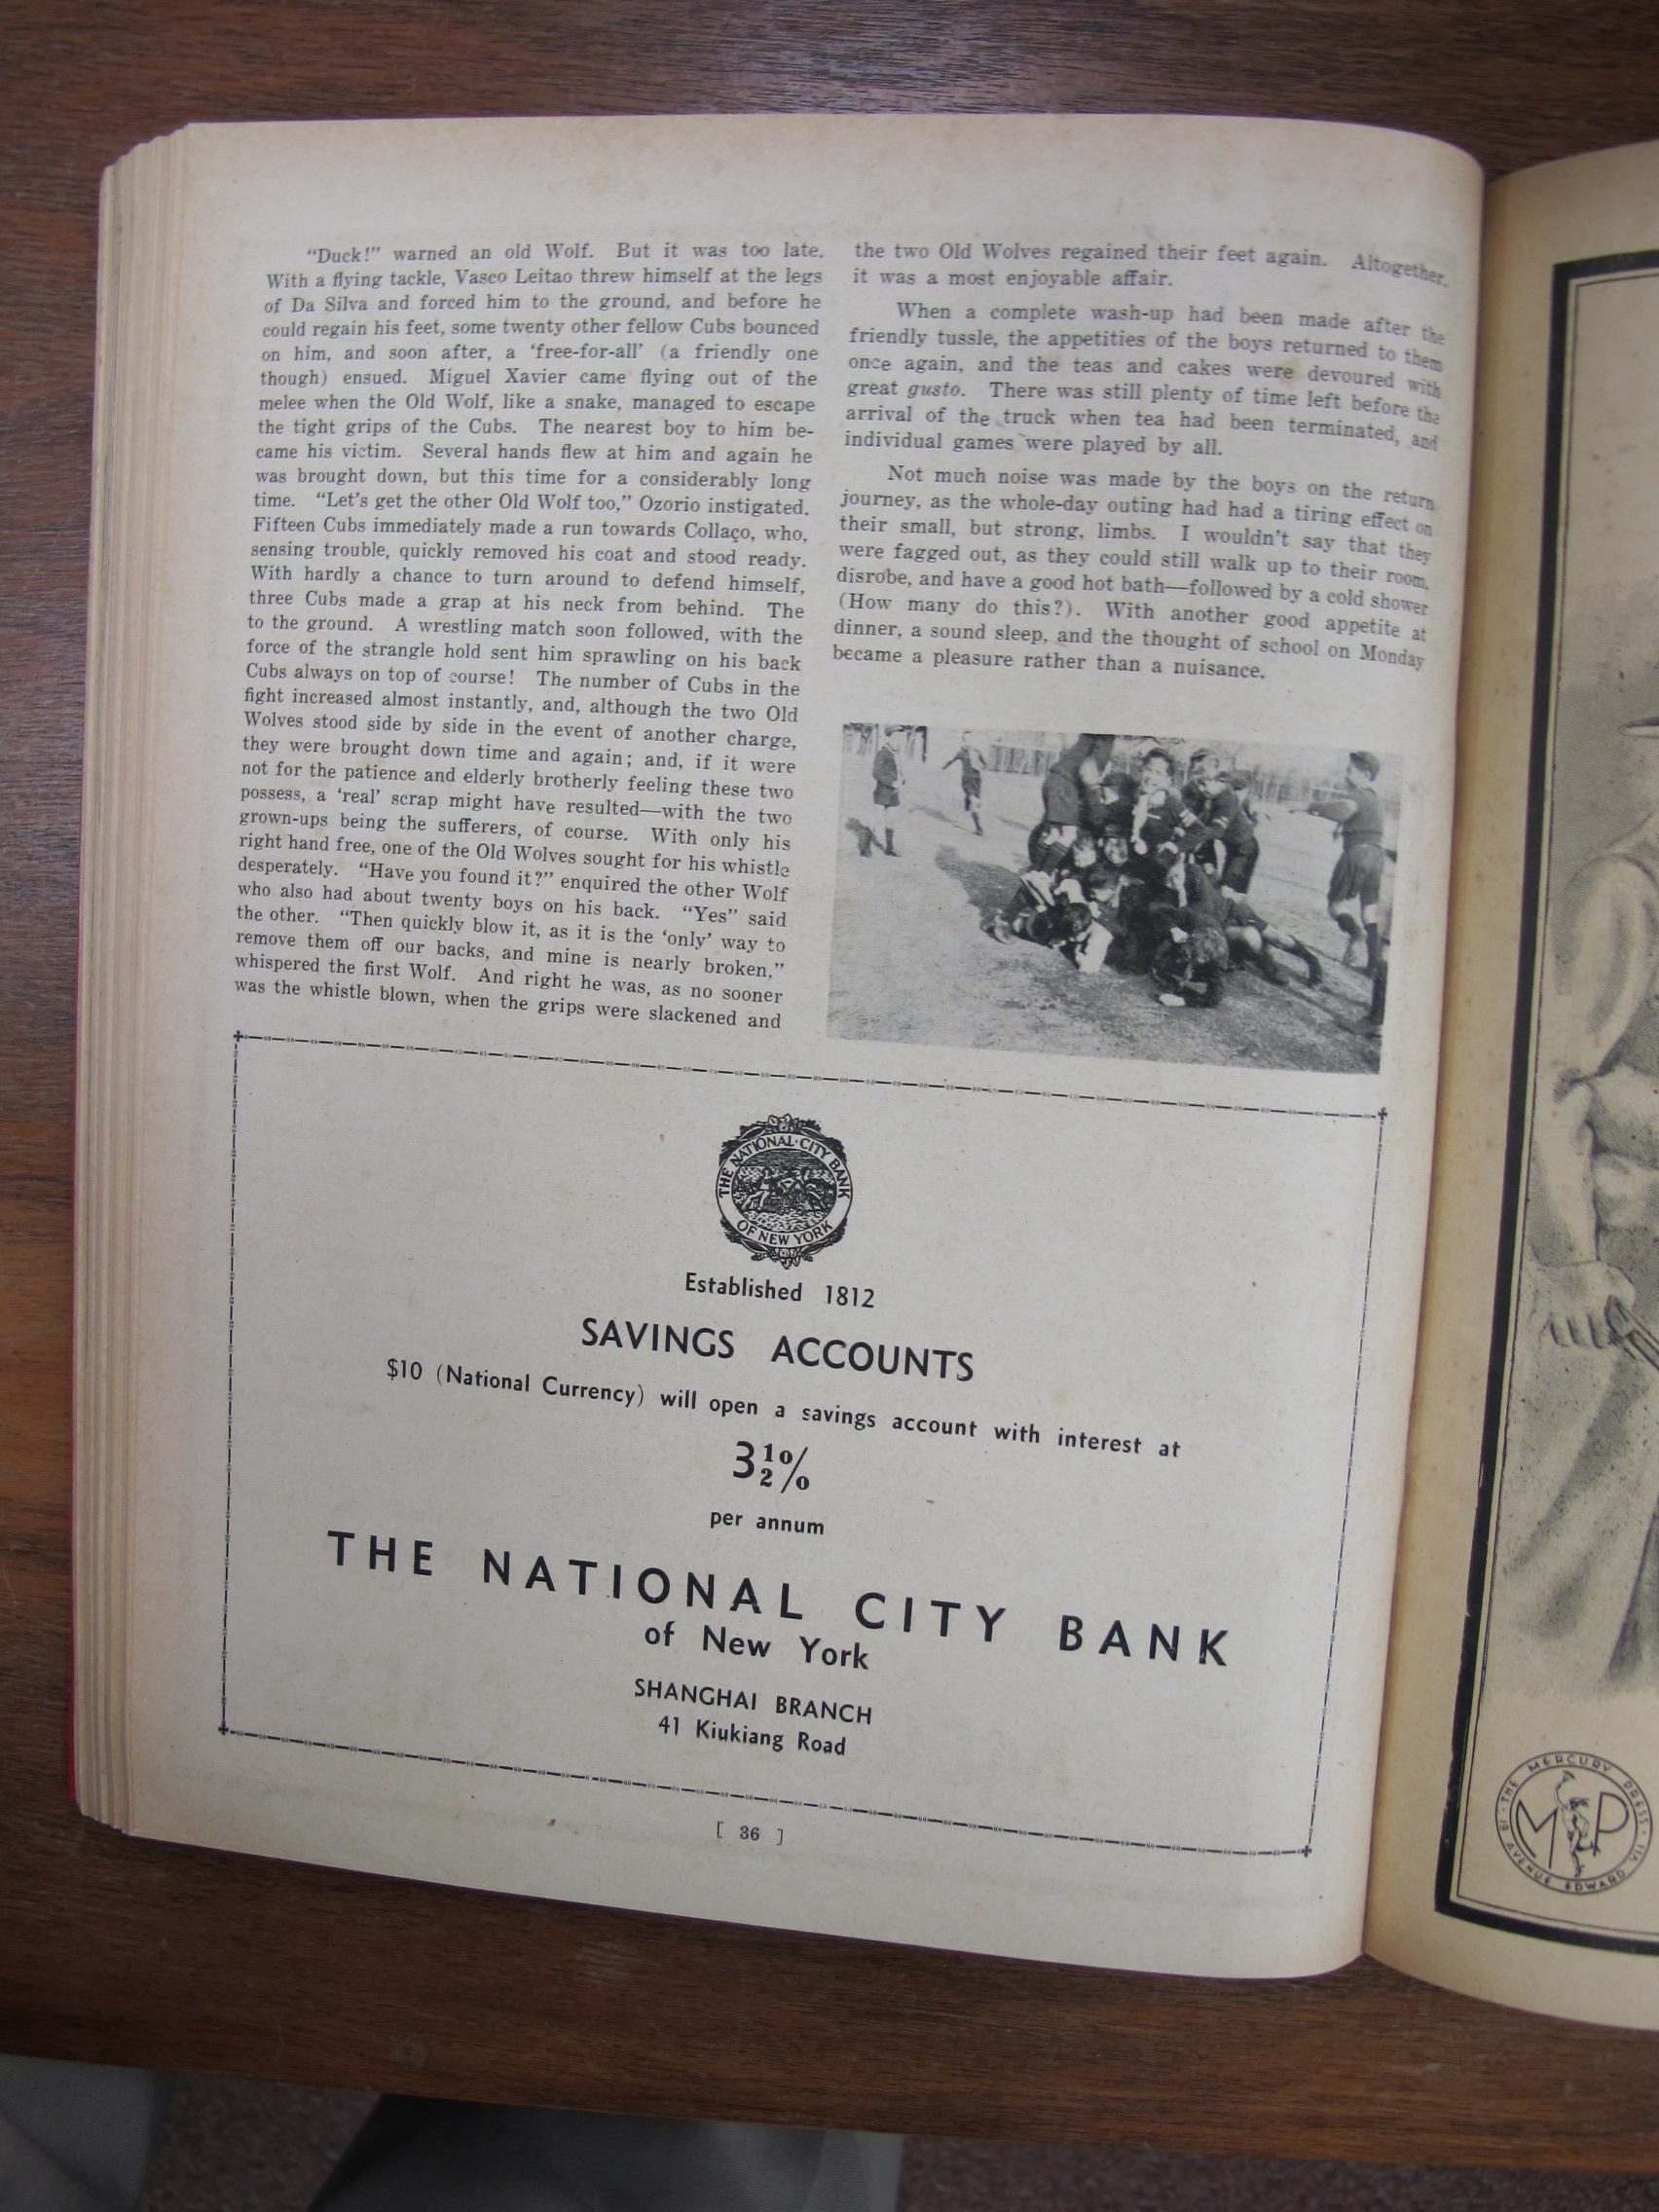 “Duck!” warned an old Wolf. But it was too late.
With a flying tackle, Vasco Leitao threw himself at the legs
of Da Silva and forced him to the ground, and before he
could regain his feet, some twenty other fellow Cubs bounced
on him, and soon after, a ‘free-for-all’ (a friendly one
though) ensued. Miguel Xavier came flying out of the
melee when the Old Wolf, like a snake, managed to escape
the tight grips of the Cubs. The nearest boy to him be-
came his victim. Several hands flew at him and again he
was brought down, but this time for a considerably long
time. “Let’s get the other Old Wolf too,” Ozorio instigated.
Fifteen Cubs immediately made a run towards Collaço, who,
sensing trouble, quickly removed his coat and stood ready.
With hardly a chance to turn around to defend himself,
three Cubs made a grap at his neck from behind. The
to the ground. A wrestling match soon followed, with the
force of the strangle hold sent him sprawling on his back
Cubs always on top of course! The number of Cubs in the
fight increased almost instantly, and, although the two Old
Wolves stood side by side in the event of another charge,
they were brought down time and again; and, if it were
not for the patience and elderly brotherly feeling these two
possess, a ‘real’ scrap might have resulted—with the two
grown-ups being the sufferers, of course. With only his
right hand free, one of the Old Wolves sought for his whistle
desperately. “Have you found it?” enquired the other Wolf
who also had about twenty boys on his back. “Yes” said
the other. “Then quickly blow it, as it is the ‘only’ way to
remove them off our backs, and mine is nearly broken,”
whispered the first Wolf. And right he was, as no sooner
was the whistle blown, when the grips were slackened and
the two Old Wolves regained their feet again. Altogether,
it was a most enjoyable affair.
When a complete wash-up had been made after the
friendly tussle, the appetities of the boys returned to them
once again, and the teas and cakes were devoured with
great gusto. There was still plenty of time left before the
arrival of the truck when tea had been terminated, and
individual games were played by all.
Not much noise was made by the boys on the return
journey, as the whole-day outing had had a tiring effect on
their small, but strong, limbs. I wouldn’t say that they
were fagged out, as they could still walk up to their room,
disrobe, and have a good hot bath—followed by a cold shower
(How many do this?). With another good appetite at
dinner, a sound sleep, and the thought of school on Monday
became a pleasure rather than a nuisance.
THE NATIONAL·CITY BANK
OF NEW YORK
Established 1812
SAVINGS ACCOUNTS
$10 (National Currency) will open a savings account with interest at
3½%
per annum
THE NATIONAL CITY BANK
of New York
SHANGHAI BRANCH
41 Kiukiang Road
[ 36 ]
THE MERCURY PRESS
MP
19 AVENUE EDWARD VII